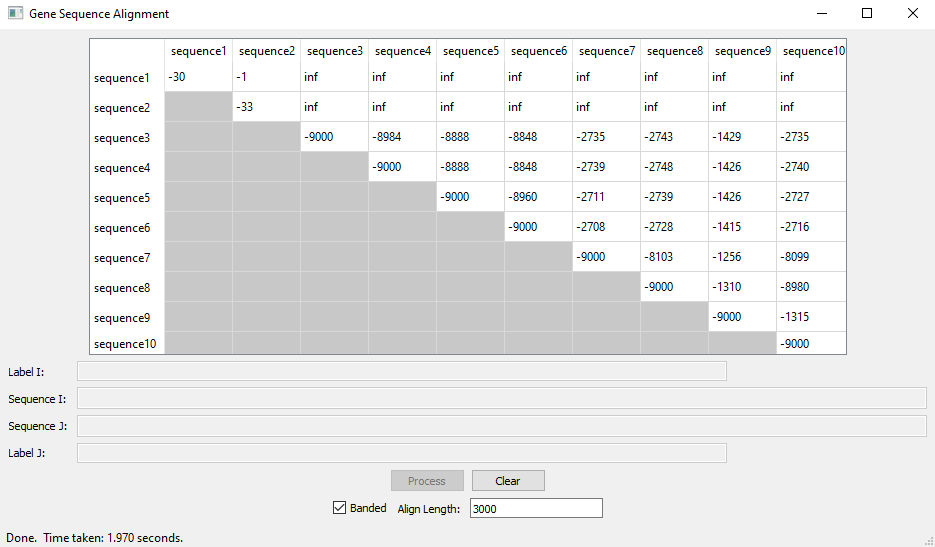 Gene Sequence Alignment
sequence1 sequence2 sequence3 sequence4 sequence5 sequence6 sequence7 sequence8 sequence9 sequence10
sequence1 -30 -1 inf inf inf inf inf inf inf inf
sequence2 -33 inf inf inf inf inf inf inf inf
sequence3 -9000 -8984 -8888 -8848 -2735 -2743 -1429 -2735
sequence4 -9000 -8888 -8848 -2739 -2748 -1426 -2740
sequence5 -9000 -8960 -2711 -2739 -1426 -2727
sequence6 -9000 -2708 -2728 -1415 -2716
sequence7 -9000 -8103 -1256 -8099
sequence8 -9000 -1310 -8980
sequence9 -9000 -1315
sequence10 -9000
Label I:
Sequence I:
Sequence J:
Label J:
Process Clear
Banded Align Length: 3000
Done. Time taken: 1.970 seconds.